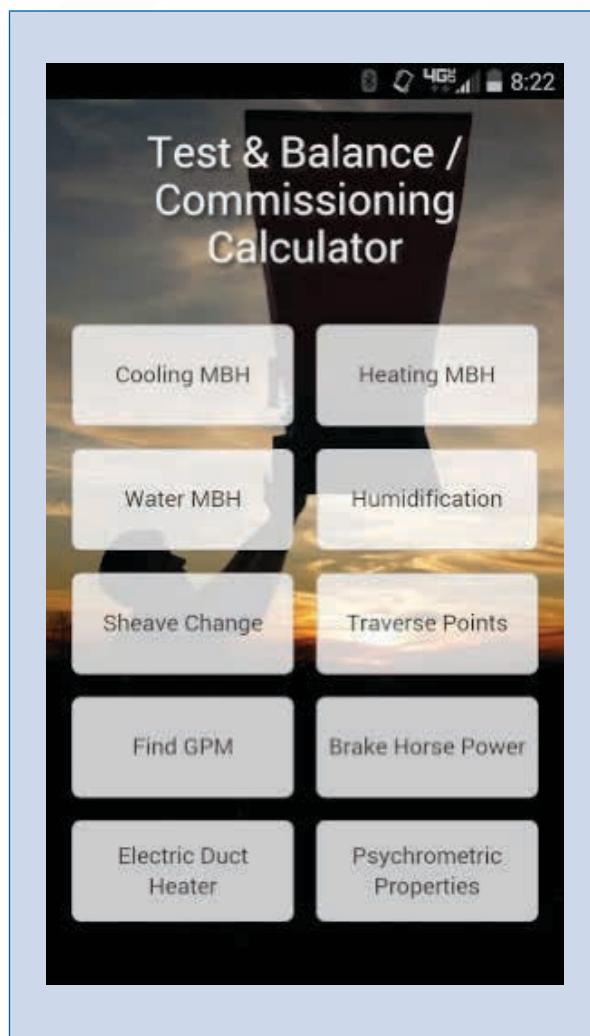 4G 8:22
Test & Balance /
Commissioning
Calculator
Cooling MBH
Heating MBH
Water MBH
Humidification
Sheave Change
Traverse Points
Find GPM
Brake Horse Power
Electric Duct
Heater
Psychrometric
Properties